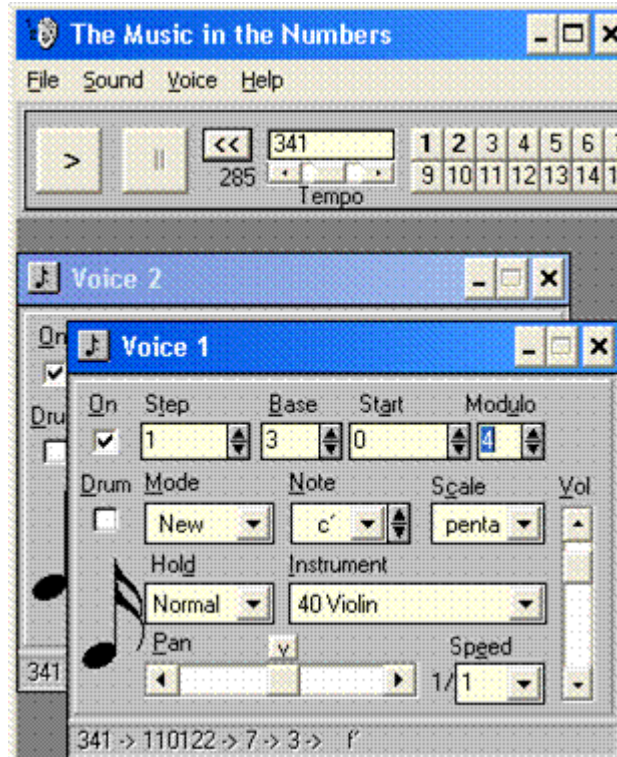 The Music in the Numbers
File Sound Voice Help
> << 341 1 2 3 4 5 6
285 9 10 11 12 13 14
Tempo
Voice 2
On
Voice 1
On Step Base Start Modulo
1 3 0 4
Dru
Drum Mode Note Scale Vol
New c´ penta
Hold Instrument
Normal 40 Violin
Pan v Speed
1/ 1
341
341 -> 110122 -> 7 -> 3 -> f´